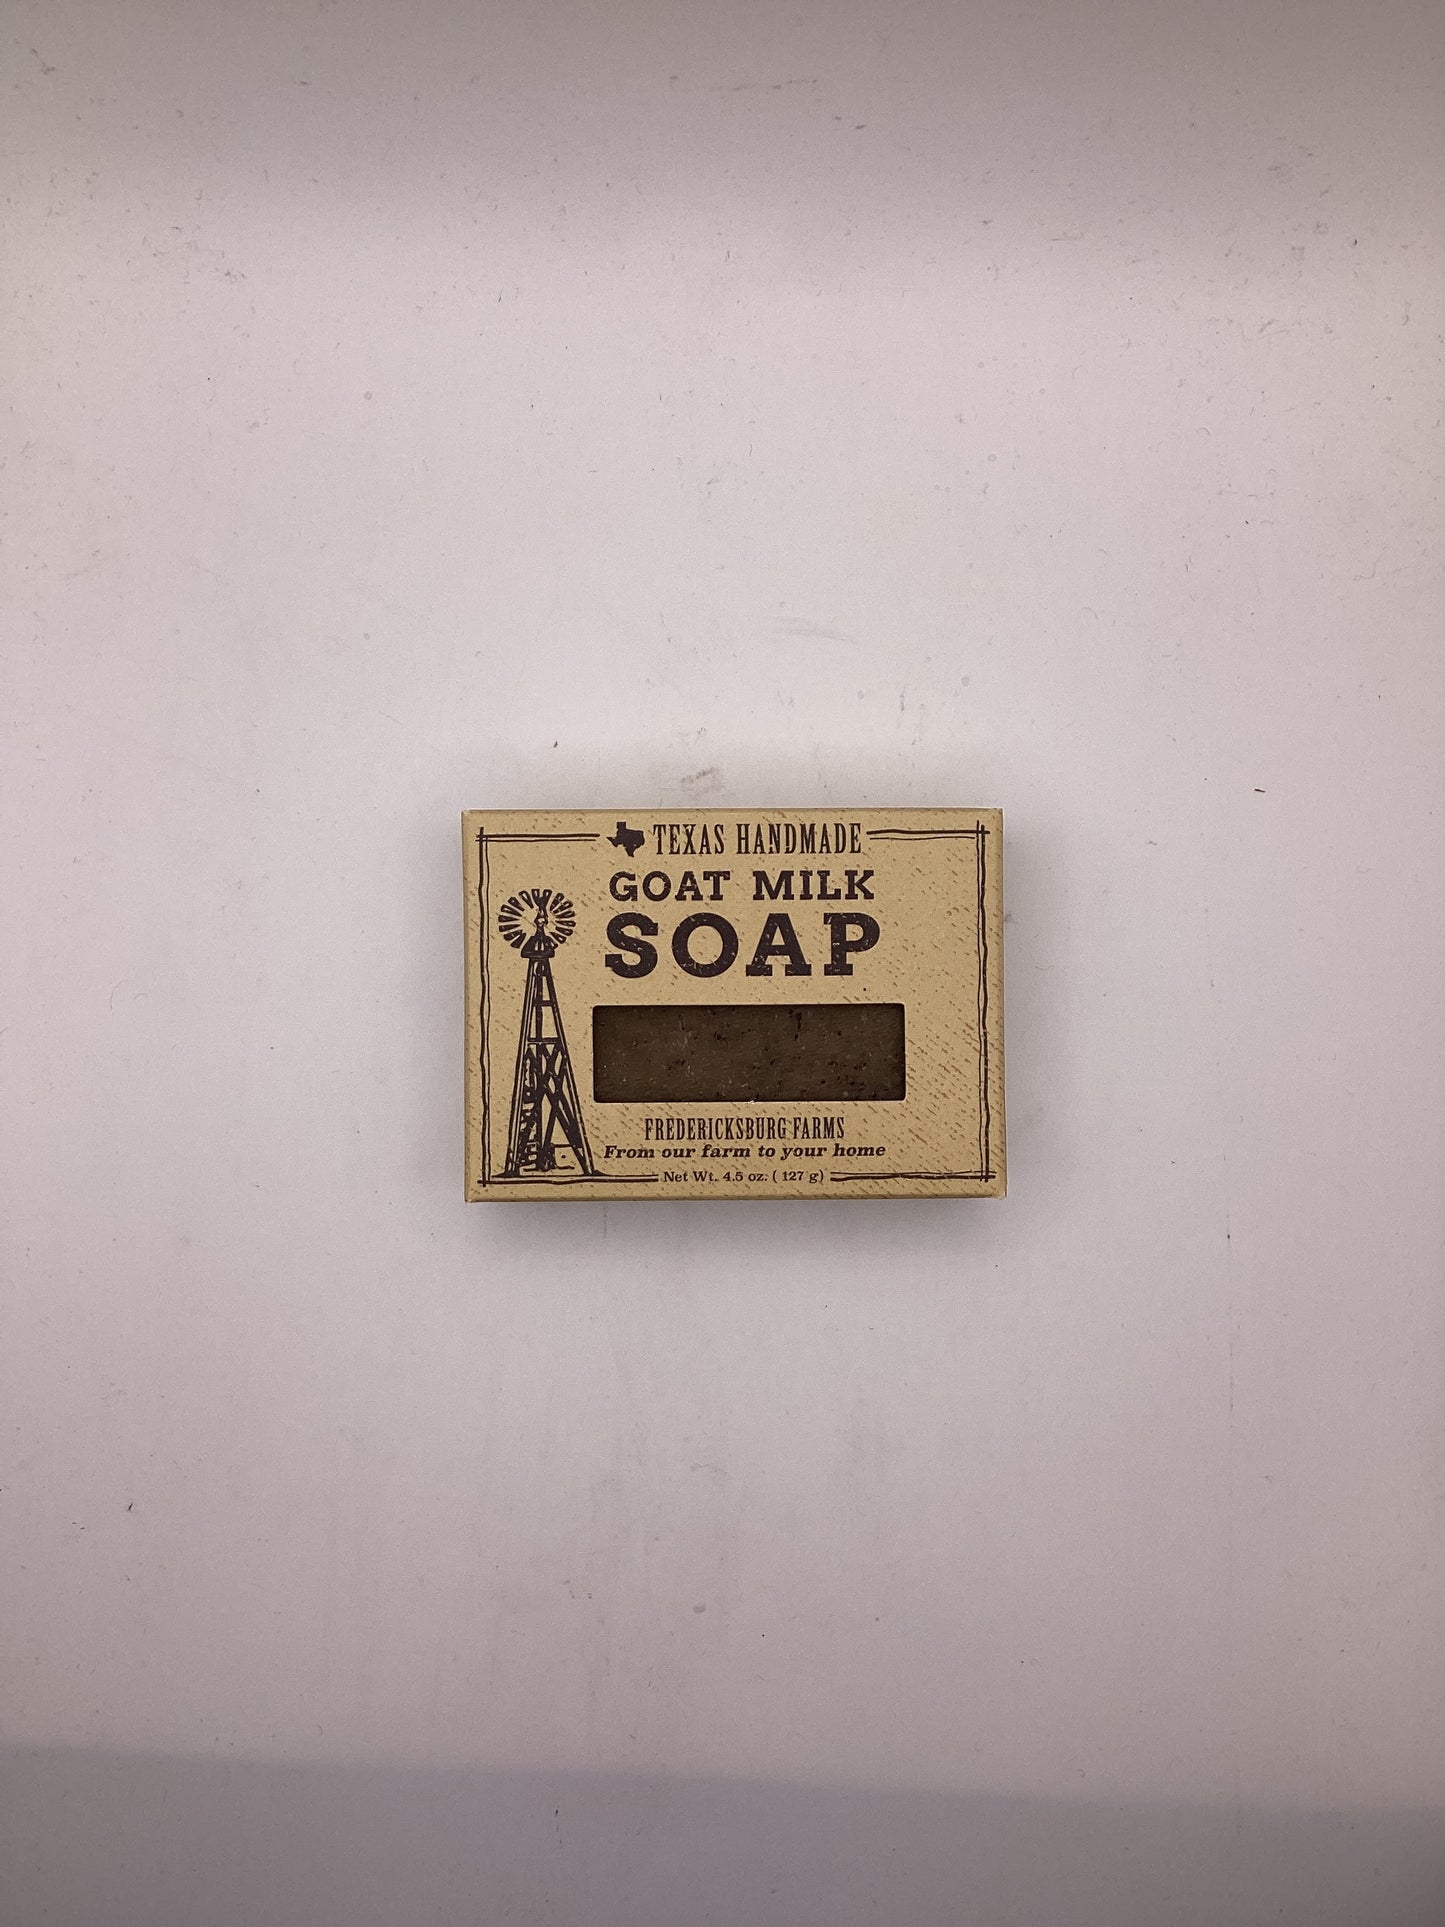 TEXAS HANDMADE
GOAT MILK
SOAP
FREDERICKSBURG FARMS
From our farm to your home
Net Wt. 4.5 oz. ( 127 g)